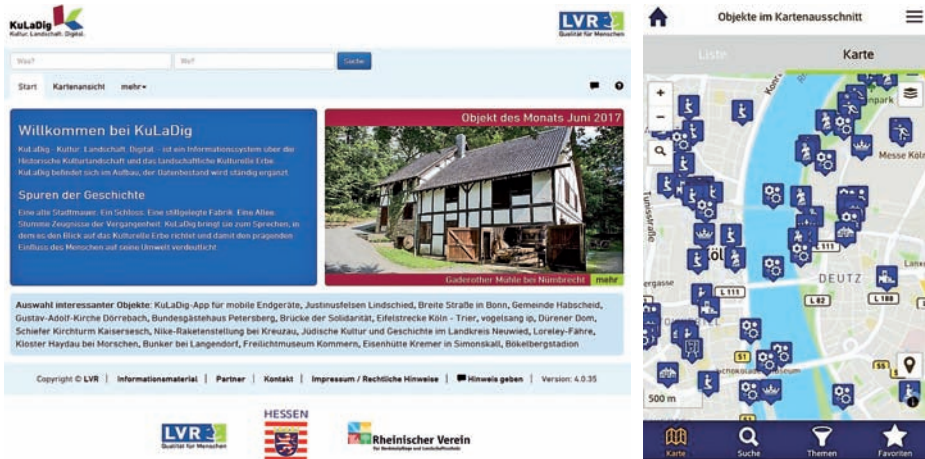 KuLaDig
Kultur. Landschaft. Digital.
LVR
Qualität für Menschen
Was?
Wo?
Suche
Start
Kartenansicht
mehr
Willkommen bei KuLaDig
KuLaDig - Kultur. Landschaft. Digital. - ist ein Informationssystem über die
Historische Kulturlandschaft und das landschaftliche Kulturelle Erbe.
KuLaDig befindet sich im Aufbau, der Datenbestand wird ständig ergänzt.
Spuren der Geschichte
Eine alte Stadtmauer. Ein Schloss. Eine stillgelegte Fabrik. Eine Allee.
Stumme Zeugnisse der Vergangenheit. KuLaDig bringt sie zum Sprechen, in
dem es den Blick auf das Kulturelle Erbe richtet und damit den prägenden
Einfluss des Menschen auf seine Umwelt verdeutlicht.
Objekt des Monats Juni 2017
Gaderother Mühle bei Nümbrecht
mehr
Auswahl interessanter Objekte: KuLaDig-App für mobile Endgeräte, Justinusfelsen Lindschied, Breite Straße in Bonn, Gemeinde Habscheid,
Gustav-Adolf-Kirche Dörrebach, Bundesgästehaus Petersberg, Brücke der Solidarität, Eifelstrecke Köln - Trier, vogelsang ip, Dürener Dom,
Schiefer Kirchturm Kaisersesch, Nike-Raketenstellung bei Kreuzau, Jüdische Kultur und Geschichte im Landkreis Neuwied, Loreley-Fähre,
Kloster Haydau bei Morschen, Bunker bei Langendorf, Freilichtmuseum Kommern, Eisenhütte Kremer in Simonskall, Bökelbergstadion
Copyright © LVR | Informationsmaterial | Partner | Kontakt | Impressum / Rechtliche Hinweise | Hinweis geben | Version: 4.0.35
LVR
Qualität für Menschen
HESSEN
Rheinischer Verein
Für Denkmalpflege und Landschaftsschutz
Objekte im Kartenausschnitt
Liste
Karte
+
−
Messe Köln
L 111
DEUTZ
L 111
L 82
L 188
51
55
51
500 m
Karte
Suche
Themen
Favoriten